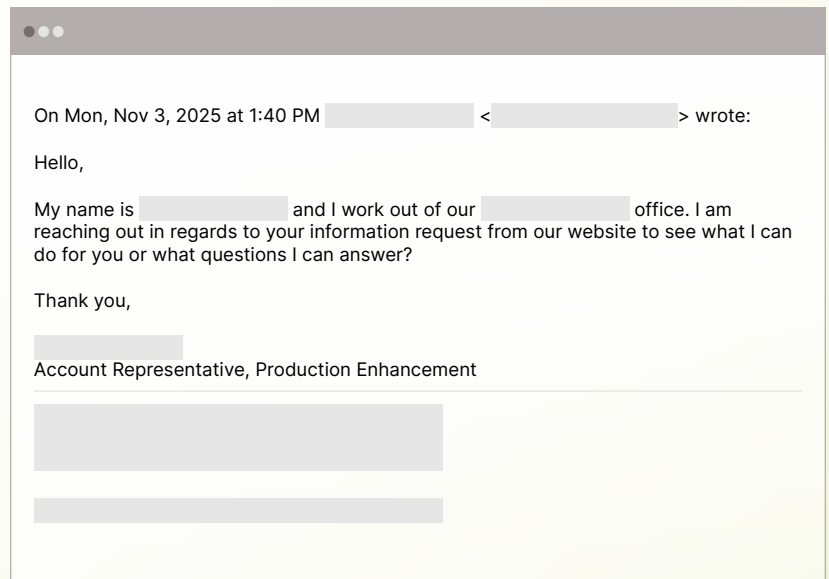 On Mon, Nov 3, 2025 at 1:40 PM < > wrote:
Hello,
My name is and I work out of our office. I am
reaching out in regards to your information request from our website to see what I can
do for you or what questions I can answer?
Thank you,
Account Representative, Production Enhancement